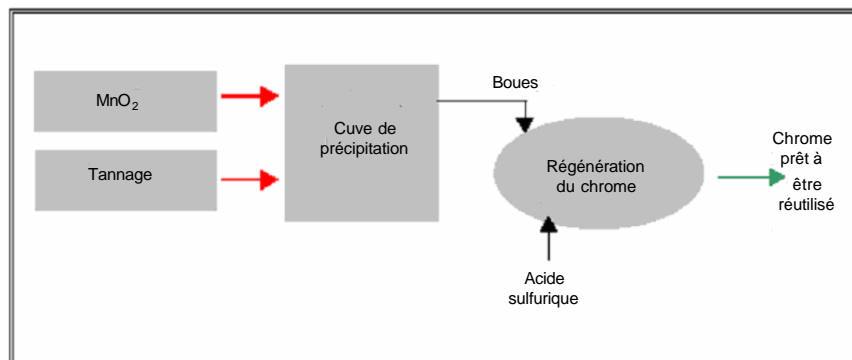 MnO₂
Tannage
Cuve de
précipitation
Boues
Régénération
du chrome
Acide
sulfurique
Chrome
prêt à
être
réutilisé